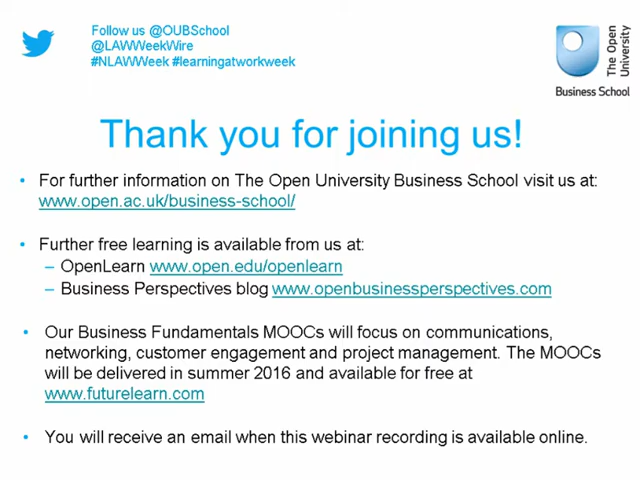 Follow us @OUBSchool
@LAWWeekWire
#NLAWWeek #learningatworkweek
The Open
University
Business School
Thank you for joining us!
• For further information on The Open University Business School visit us at:
www.open.ac.uk/business-school/
• Further free learning is available from us at:
– OpenLearn www.open.edu/openlearn
– Business Perspectives blog www.openbusinessperspectives.com
• Our Business Fundamentals MOOCs will focus on communications,
networking, customer engagement and project management. The MOOCs
will be delivered in summer 2016 and available for free at
www.futurelearn.com
• You will receive an email when this webinar recording is available online.